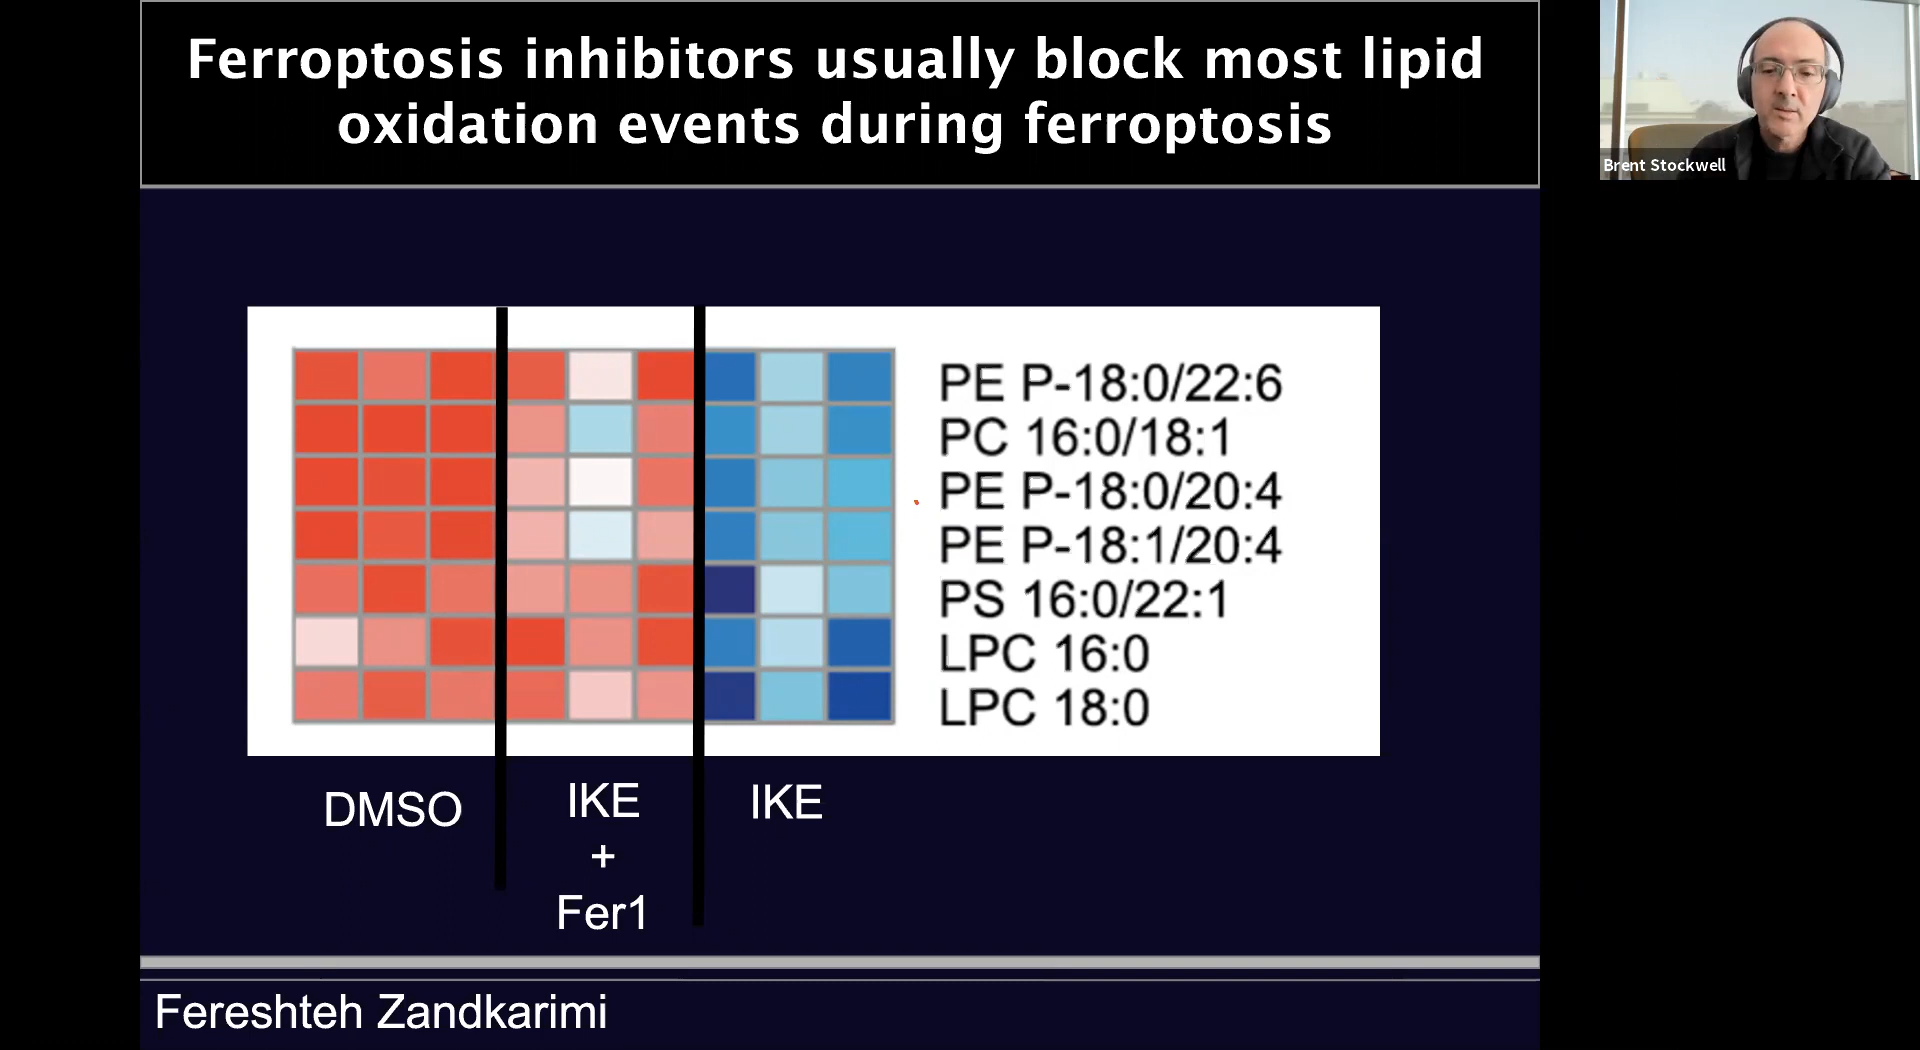 Ferroptosis inhibitors usually block most lipid
oxidation events during ferroptosis
Brent Stockwell
PE P-18:0/22:6
PC 16:0/18:1
PE P-18:0/20:4
PE P-18:1/20:4
PS 16:0/22:1
LPC 16:0
LPC 18:0
DMSO
IKE
+
Fer1
IKE
Fereshteh Zandkarimi